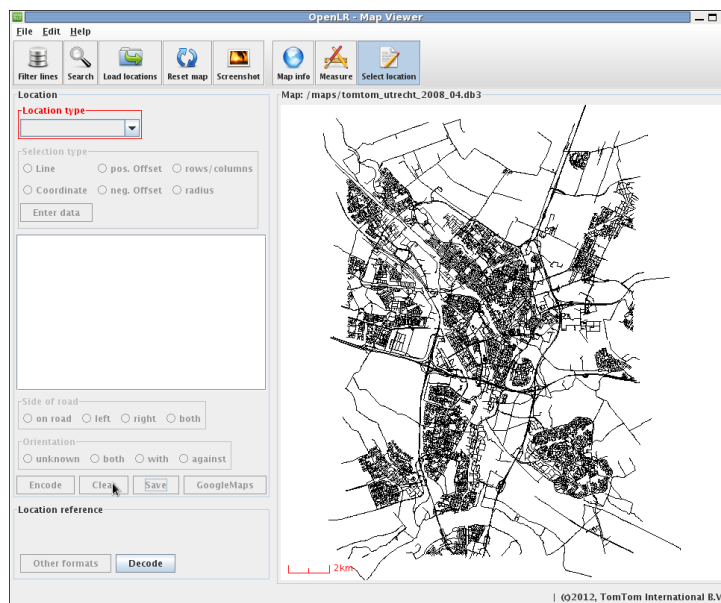 OpenLR - Map Viewer
File Edit Help
Filter lines Search Load locations Reset map Screenshot Map info Measure Select location
Location
Location type
Selection type
Line pos. Offset rows/columns
Coordinate neg. Offset radius
Enter data
Side of road
on road left right both
Orientation
unknown both with against
Encode Clear Save GoogleMaps
Location reference
Other formats Decode
Map: /maps/tomtom_utrecht_2008_04.db3
2km
| (c)2012, TomTom International B.V